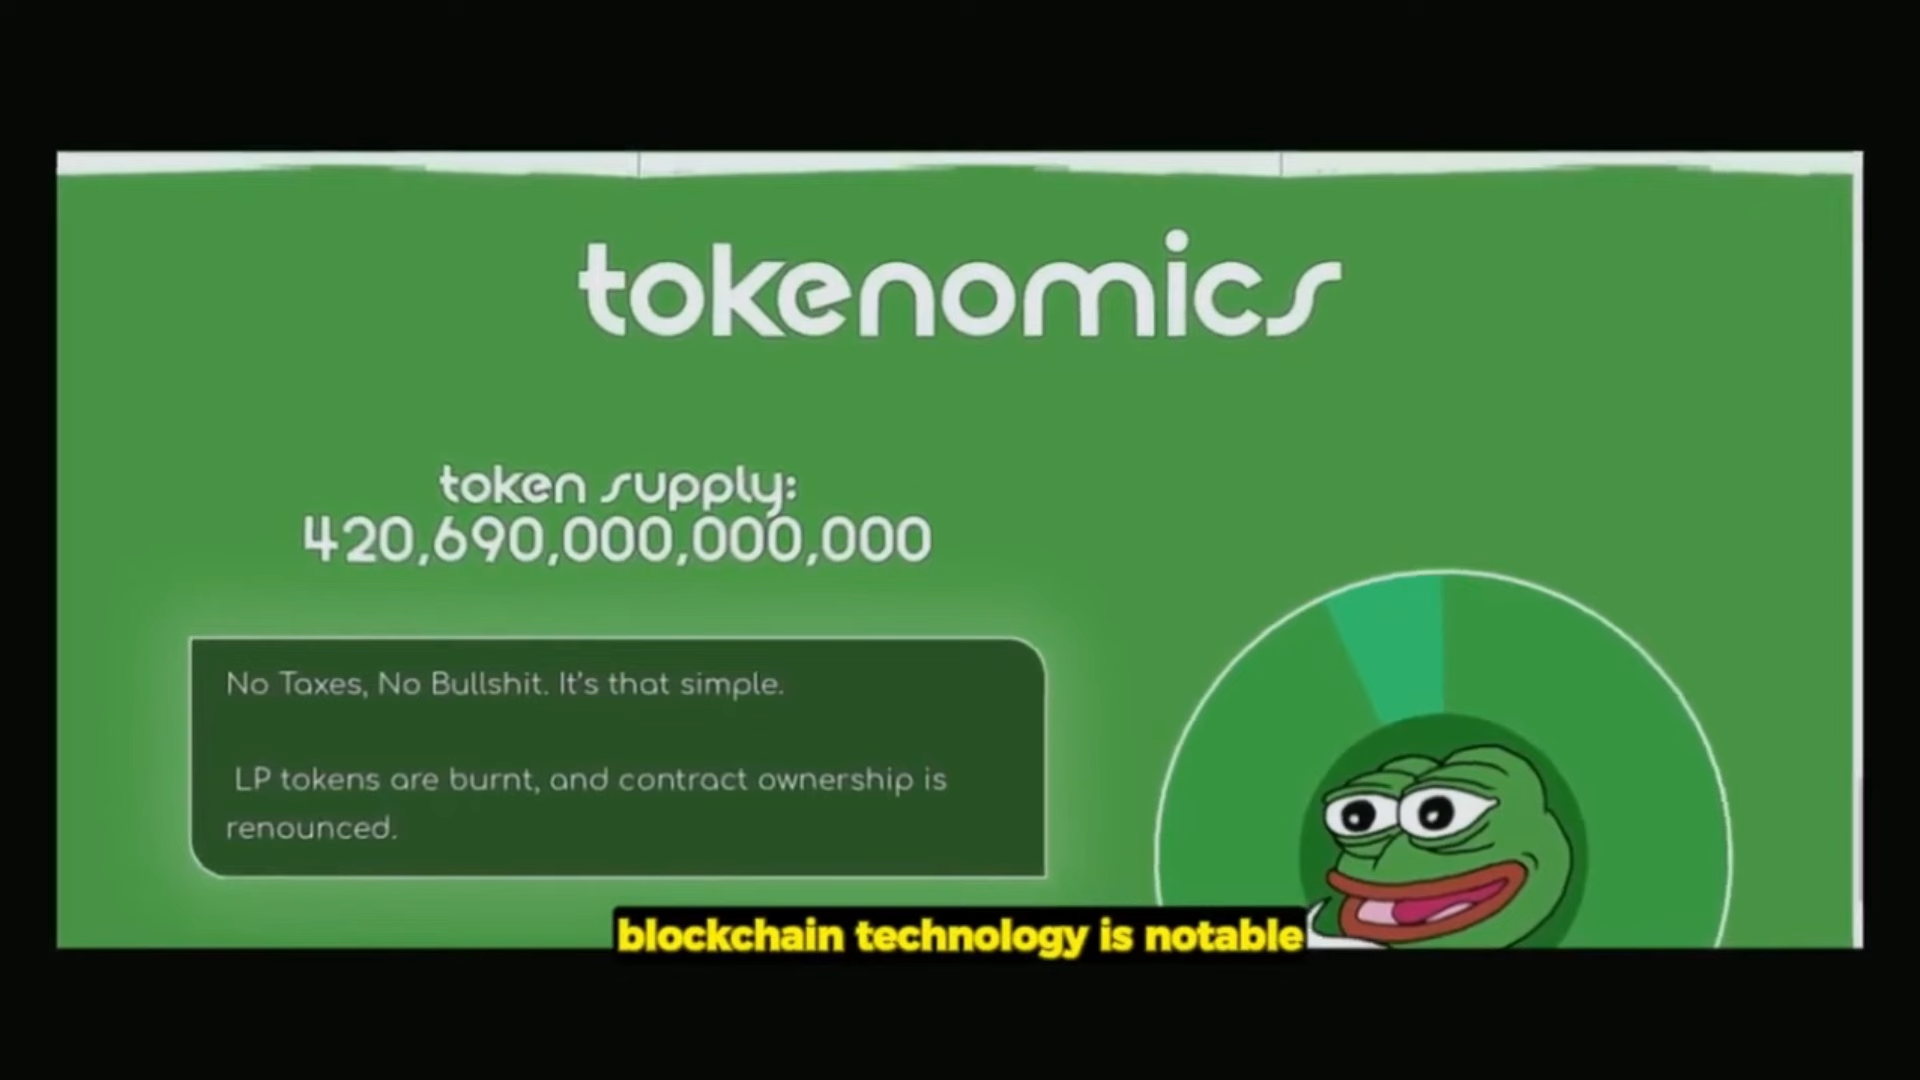 tokenomics
token supply:
420,690,000,000,000
No Taxes, No Bullshit. It's that simple.
LP tokens are burnt, and contract ownership is
renounced.
blockchain technology is notable